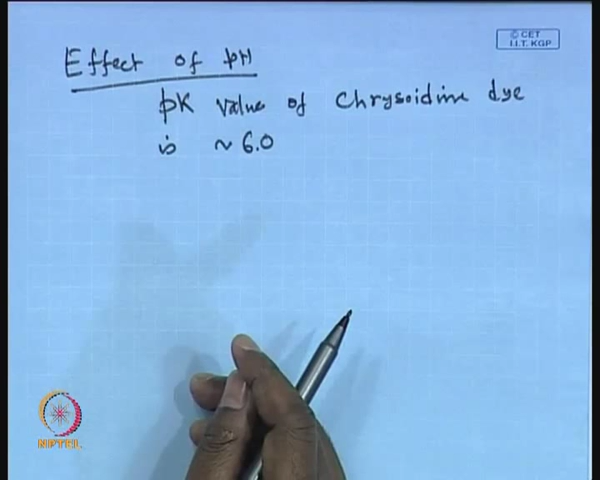 © CET
I.I.T. KGP
Effect of pH
pK value of Chrysoidine dye
is ~ 6.0
NPTEL